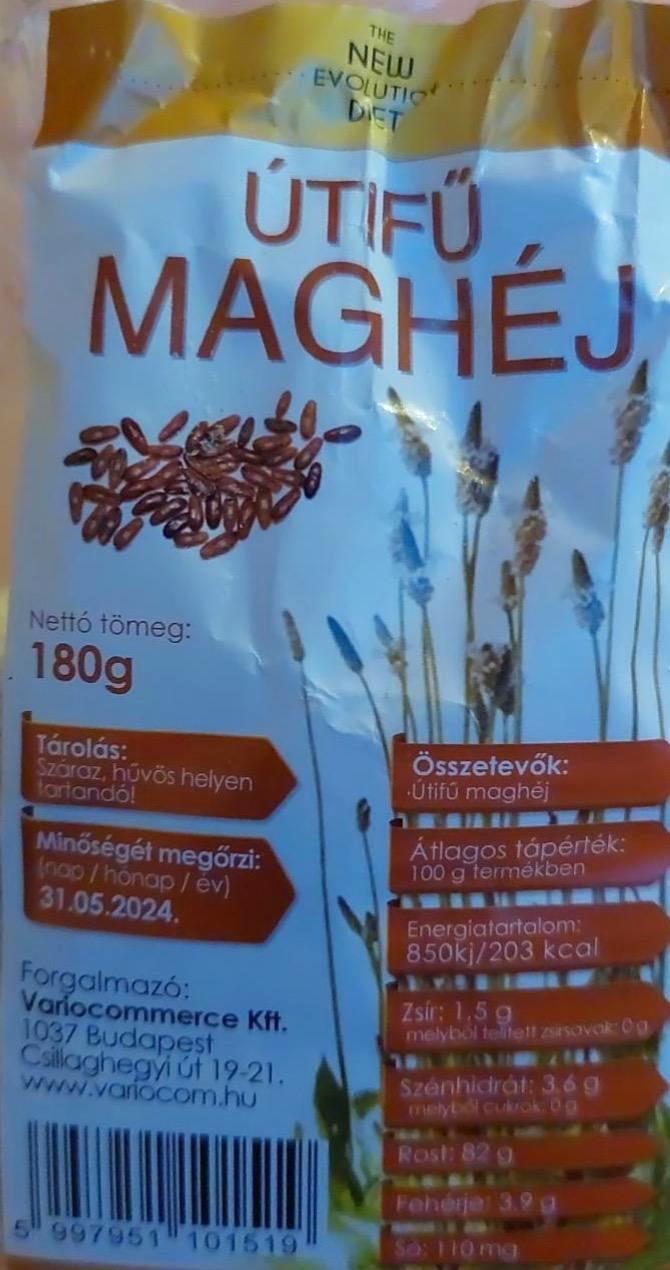 THE
NEW
EVOLUTION
DIET
ÚTIFŰ
MAGHÉJ
Nettó tömeg:
180g
Tárolás:
Száraz, hűvös helyen
tartandó!
Minőségét megőrzi:
(nap / hónap / év)
31.05.2024.
Forgalmazó:
Variocommerce Kft.
1037 Budapest
Csillaghegyi út 19-21.
www.variocom.hu
5 997951 101519
Összetevők:
·Útifű maghéj
Átlagos tápérték:
100 g termékben
Energiatartalom:
850kj/203 kcal
Zsír: 1,5 g
melyből telített zsírsavak: 0 g
Szénhidrát: 3,6 g
melyből cukrok: 0 g
Rost: 82 g
Fehérje: 3,9 g
Só: 110 mg